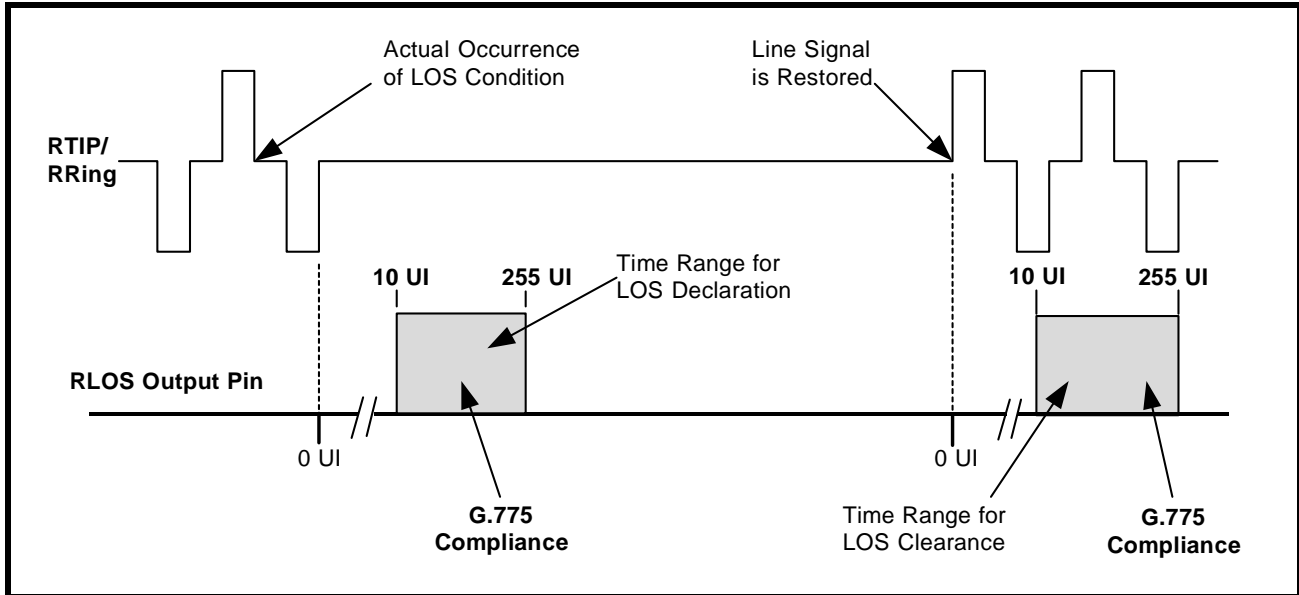 Actual Occurrence
of LOS Condition
Line Signal
is Restored
RTIP/
RRing
10 UI
255 UI
Time Range for
LOS Declaration
10 UI
255 UI
RLOS Output Pin
0 UI
0 UI
G.775
Compliance
Time Range for
LOS Clearance
G.775
Compliance